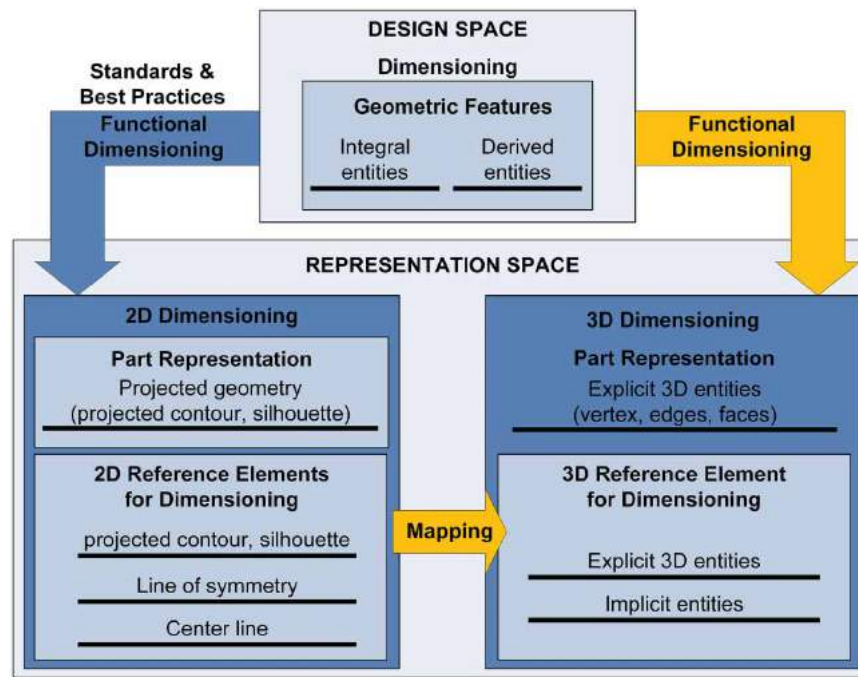 DESIGN SPACE
Dimensioning
Geometric Features
Integral
entities
Derived
entities
Standards &
Best Practices
Functional
Dimensioning
Functional
Dimensioning
REPRESENTATION SPACE
2D Dimensioning
Part Representation
Projected geometry
(projected contour, silhouette)
2D Reference Elements
for Dimensioning
projected contour, silhouette
Line of symmetry
Center line
Mapping
3D Dimensioning
Part Representation
Explicit 3D entities
(vertex, edges, faces)
3D Reference Element
for Dimensioning
Explicit 3D entities
Implicit entities